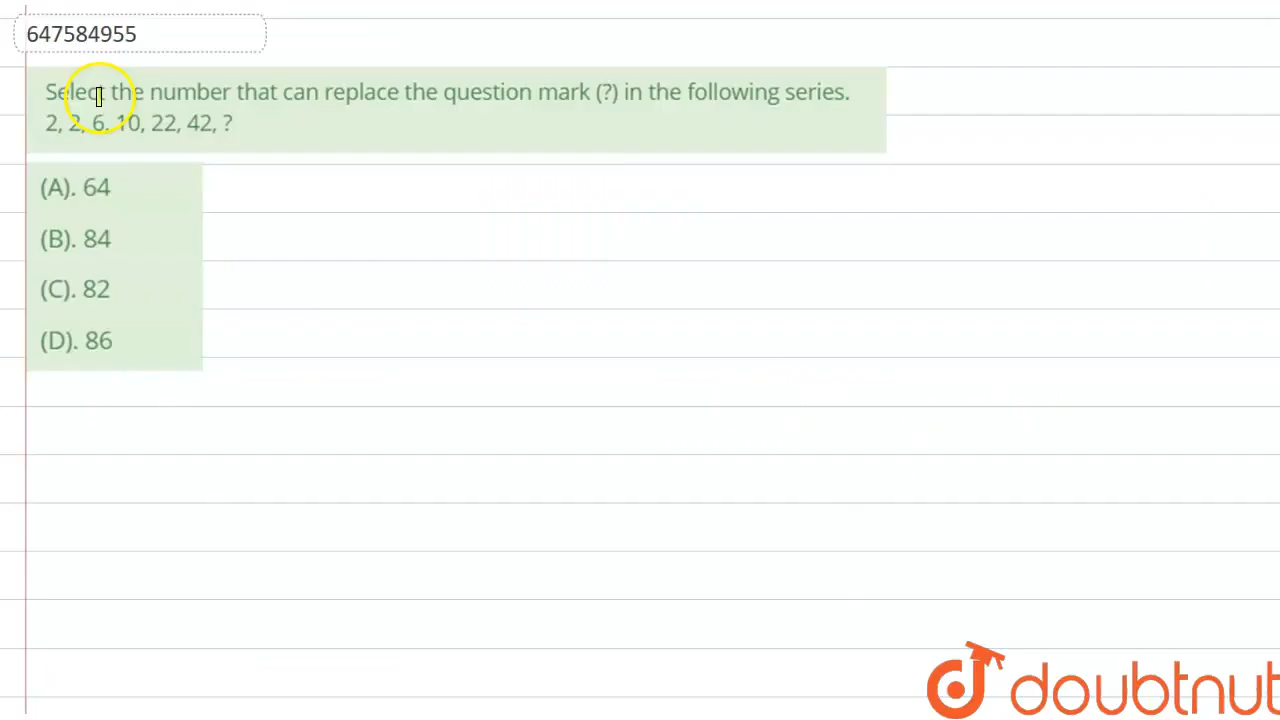 647584955
Select the number that can replace the question mark (?) in the following series.
2, 2, 6, 10, 22, 42, ?
(A). 64
(B). 84
(C). 82
(D). 86
doubtnut